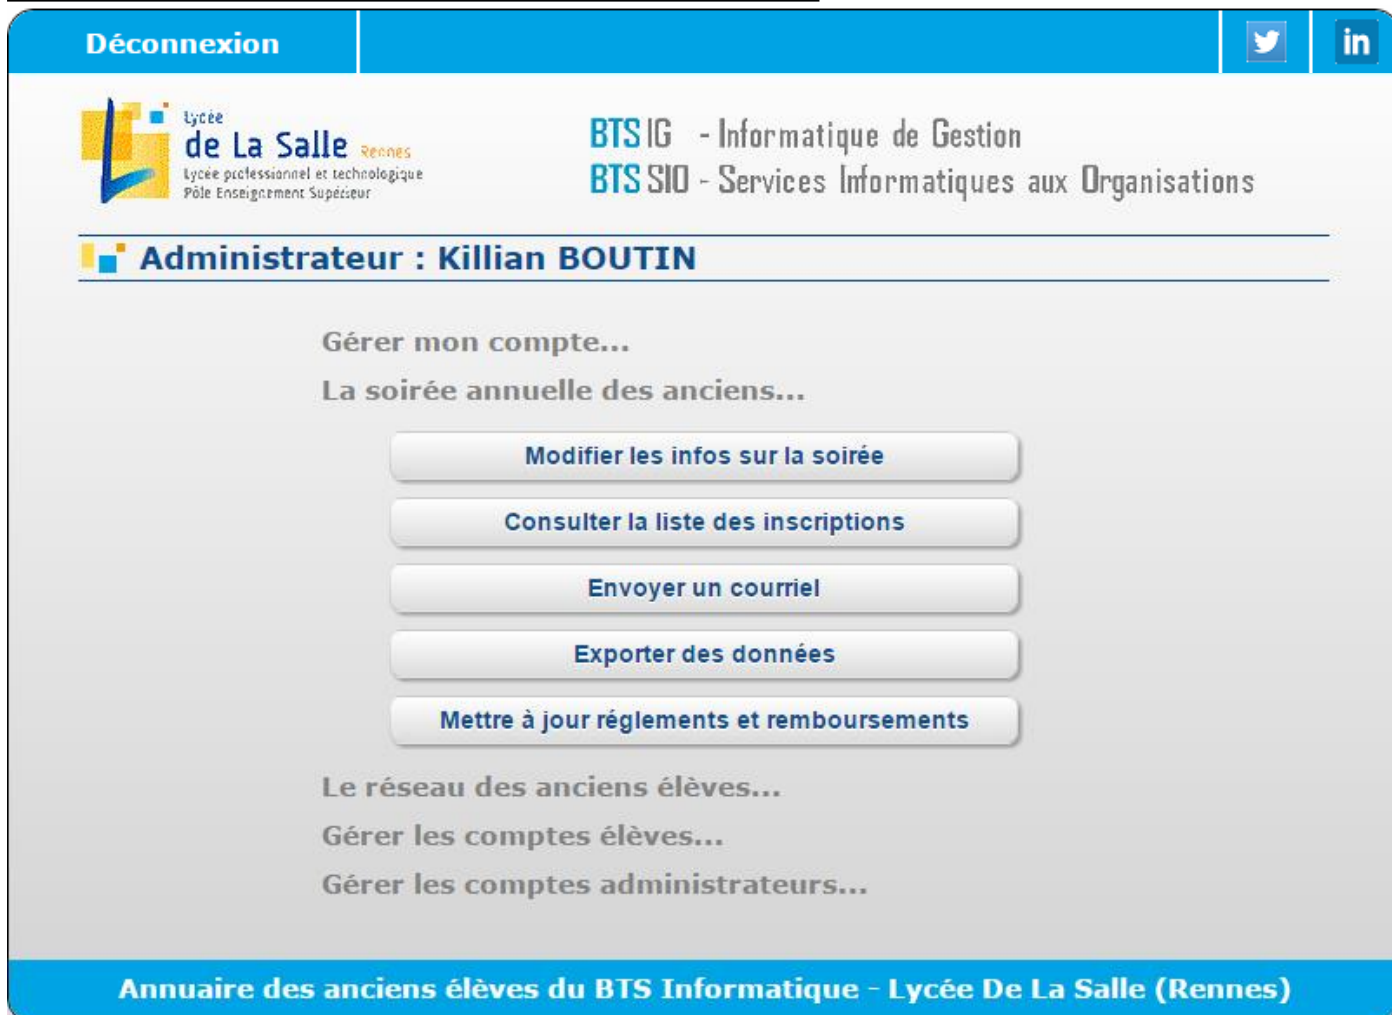 Déconnexion
in
Lycée
de La Salle Rennes
Lycée professionnel et technologique
Pôle Enseignement Supérieur
BTS IG - Informatique de Gestion
BTS SIO - Services Informatiques aux Organisations
Administrateur : Killian BOUTIN
Gérer mon compte...
La soirée annuelle des anciens...
Modifier les infos sur la soirée
Consulter la liste des inscriptions
Envoyer un courriel
Exporter des données
Mettre à jour réglements et remboursements
Le réseau des anciens élèves...
Gérer les comptes élèves...
Gérer les comptes administrateurs...
Annuaire des anciens élèves du BTS Informatique - Lycée De La Salle (Rennes)